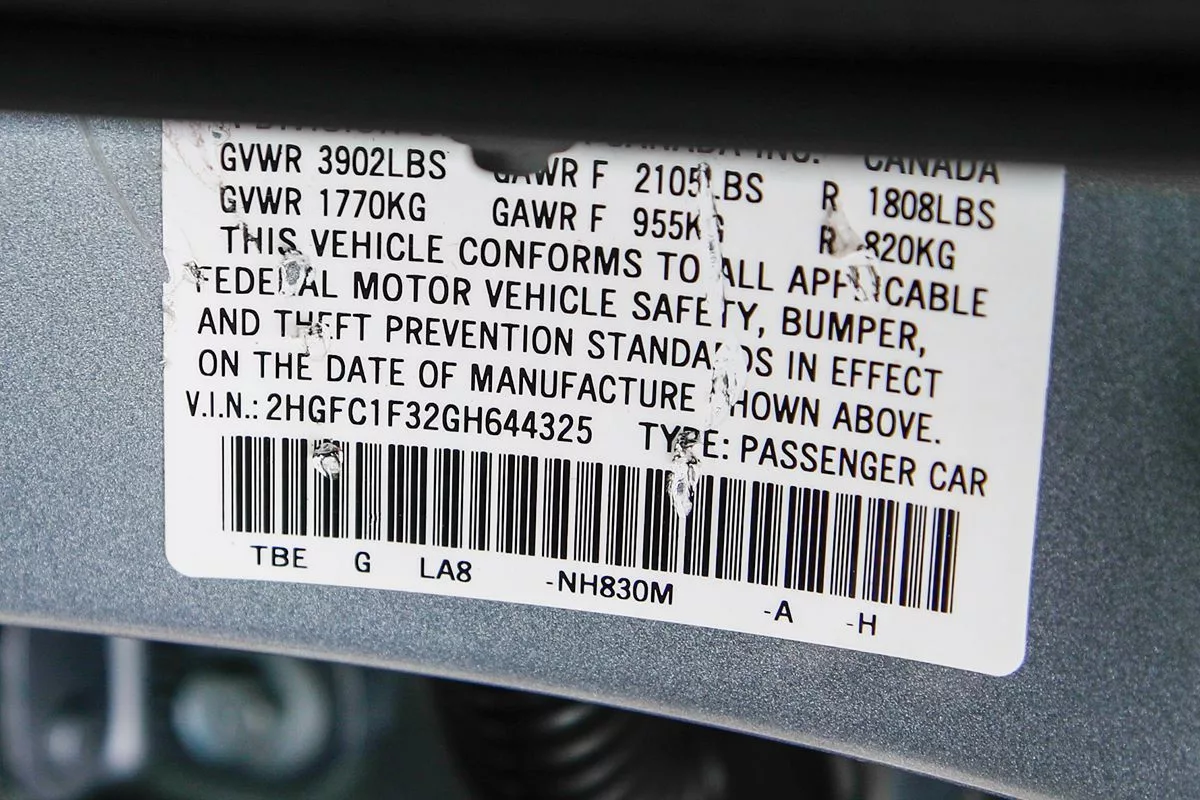 CANADA
GVWR 3902LBS GAWR F 2105LBS R 1808LBS
GVWR 1770KG GAWR F 955KG R 820KG
THIS VEHICLE CONFORMS TO ALL APPLICABLE
FEDERAL MOTOR VEHICLE SAFETY, BUMPER,
AND THEFT PREVENTION STANDARDS IN EFFECT
ON THE DATE OF MANUFACTURE SHOWN ABOVE.
V.I.N.: 2HGFC1F32GH644325 TYPE: PASSENGER CAR
TBE G LA8 -NH830M -A -H